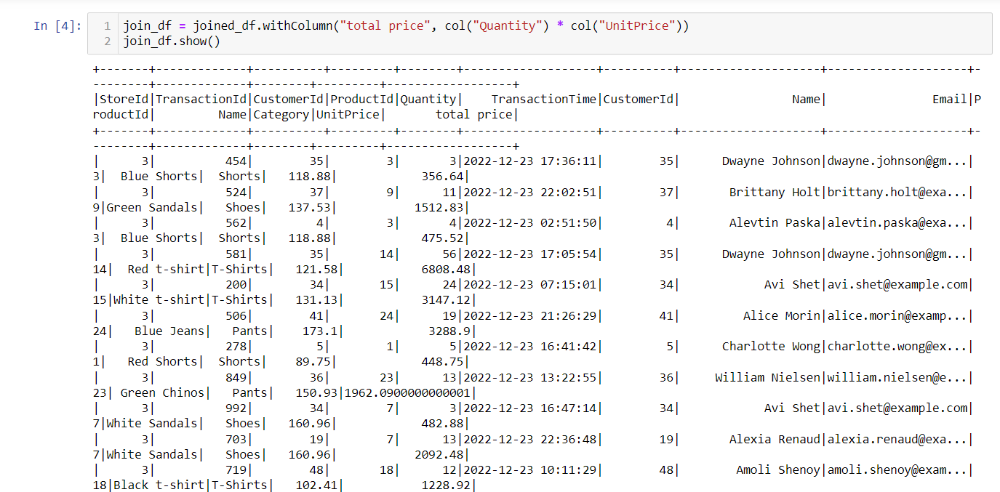 In [4]:
1 join_df = joined_df.withColumn("total price", col("Quantity") * col("UnitPrice"))
2 join_df.show()
+-------+-------------+----------+---------+--------+-------------------+----------+--------------------+--------------------+-
--------+-------------+--------+---------+------------------+
|StoreId|TransactionId|CustomerId|ProductId|Quantity|    TransactionTime|CustomerId|                Name|               Email|P
roductId|         Name|Category|UnitPrice|       total price|
+-------+-------------+----------+---------+--------+-------------------+----------+--------------------+--------------------+-
--------+-------------+--------+---------+------------------+
|      3|          454|        35|        3|       3|2022-12-23 17:36:11|        35|      Dwayne Johnson|dwayne.johnson@gm...|
3|  Blue Shorts|  Shorts|   118.88|            356.64|
|      3|          524|        37|        9|      11|2022-12-23 22:02:51|        37|       Brittany Holt|brittany.holt@exa...|
9|Green Sandals|   Shoes|   137.53|           1512.83|
|      3|          562|         4|        3|       4|2022-12-23 02:51:50|         4|       Alevtin Paska|alevtin.paska@exa...|
3|  Blue Shorts|  Shorts|   118.88|            475.52|
|      3|          581|        35|       14|      56|2022-12-23 17:05:54|        35|      Dwayne Johnson|dwayne.johnson@gm...|
14|  Red t-shirt|T-Shirts|   121.58|           6808.48|
|      3|          200|        34|       15|      24|2022-12-23 07:15:01|        34|            Avi Shet|avi.shet@example.com|
15|White t-shirt|T-Shirts|   131.13|           3147.12|
|      3|          506|        41|       24|      19|2022-12-23 21:26:29|        41|         Alice Morin|alice.morin@examp...|
24|   Blue Jeans|   Pants|    173.1|            3288.9|
|      3|          278|         5|        1|       5|2022-12-23 16:41:42|         5|      Charlotte Wong|charlotte.wong@ex...|
1|   Red Shorts|  Shorts|    89.75|            448.75|
|      3|          849|        36|       23|      13|2022-12-23 13:22:55|        36|     William Nielsen|william.nielsen@e...|
23| Green Chinos|   Pants|   150.93|1962.0900000000001|
|      3|          992|        34|        7|       3|2022-12-23 16:47:14|        34|            Avi Shet|avi.shet@example.com|
7|White Sandals|   Shoes|   160.96|            482.88|
|      3|          703|        19|        7|      13|2022-12-23 22:36:48|        19|       Alexia Renaud|alexia.renaud@exa...|
7|White Sandals|   Shoes|   160.96|           2092.48|
|      3|          719|        48|       18|      12|2022-12-23 10:11:29|        48|        Amoli Shenoy|amoli.shenoy@exam...|
18|Black t-shirt|T-Shirts|   102.41|           1228.92|